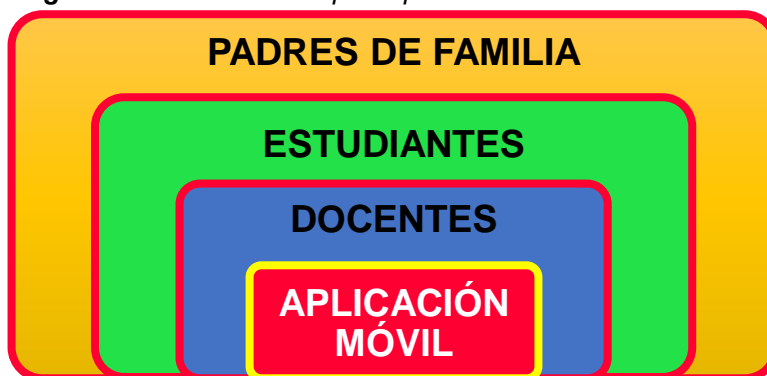 PADRES DE FAMILIA
ESTUDIANTES
DOCENTES
APLICACIÓN
MÓVIL